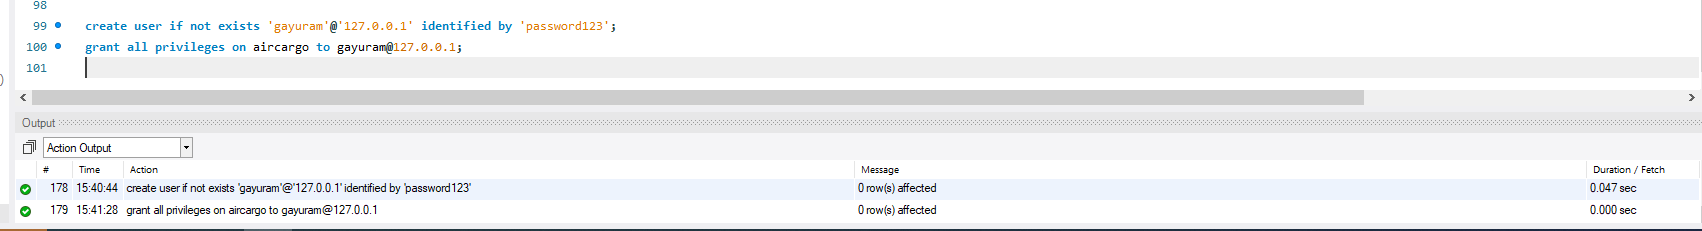 98
99 create user if not exists 'gayuram'@'127.0.0.1' identified by 'password123';
100 grant all privileges on aircargo to gayuram@127.0.0.1;
101
)
Output
Action Output
# Time Action Message Duration / Fetch
178 15:40:44 create user if not exists 'gayuram'@'127.0.0.1' identified by 'password123' 0 row(s) affected 0.047 sec
179 15:41:28 grant all privileges on aircargo to gayuram@127.0.0.1 0 row(s) affected 0.000 sec